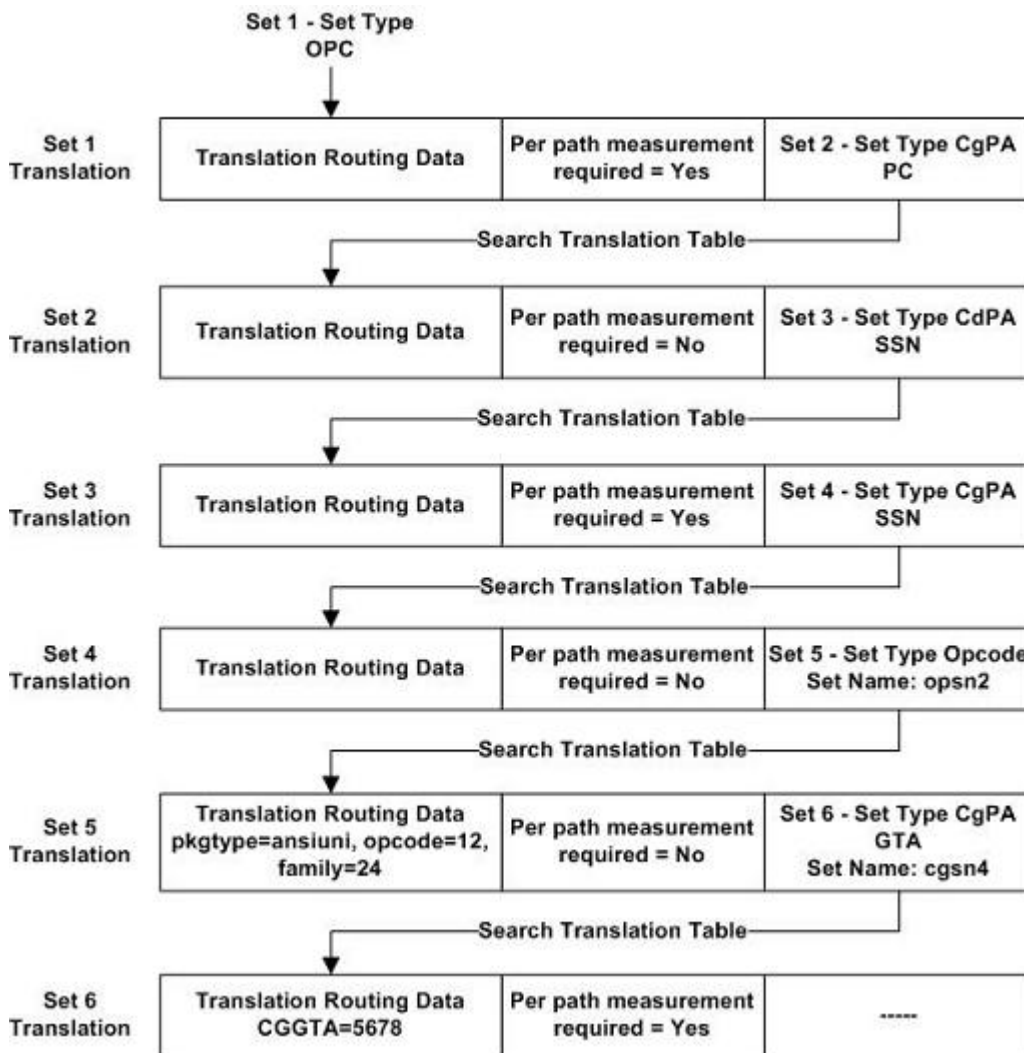 Set 1 - Set Type
OPC
Set 1
Translation
Translation Routing Data
Per path measurement
required = Yes
Set 2 - Set Type CgPA
PC
Search Translation Table
Set 2
Translation
Translation Routing Data
Per path measurement
required = No
Set 3 - Set Type CdPA
SSN
Search Translation Table
Set 3
Translation
Translation Routing Data
Per path measurement
required = Yes
Set 4 - Set Type CgPA
SSN
Search Translation Table
Set 4
Translation
Translation Routing Data
Per path measurement
required = No
Set 5 - Set Type Opcode
Set Name: opsn2
Search Translation Table
Set 5
Translation
Translation Routing Data
pkgtype=ansiuni, opcode=12,
family=24
Per path measurement
required = No
Set 6 - Set Type CgPA
GTA
Set Name: cgsn4
Search Translation Table
Set 6
Translation
Translation Routing Data
CGGTA=5678
Per path measurement
required = Yes
-----